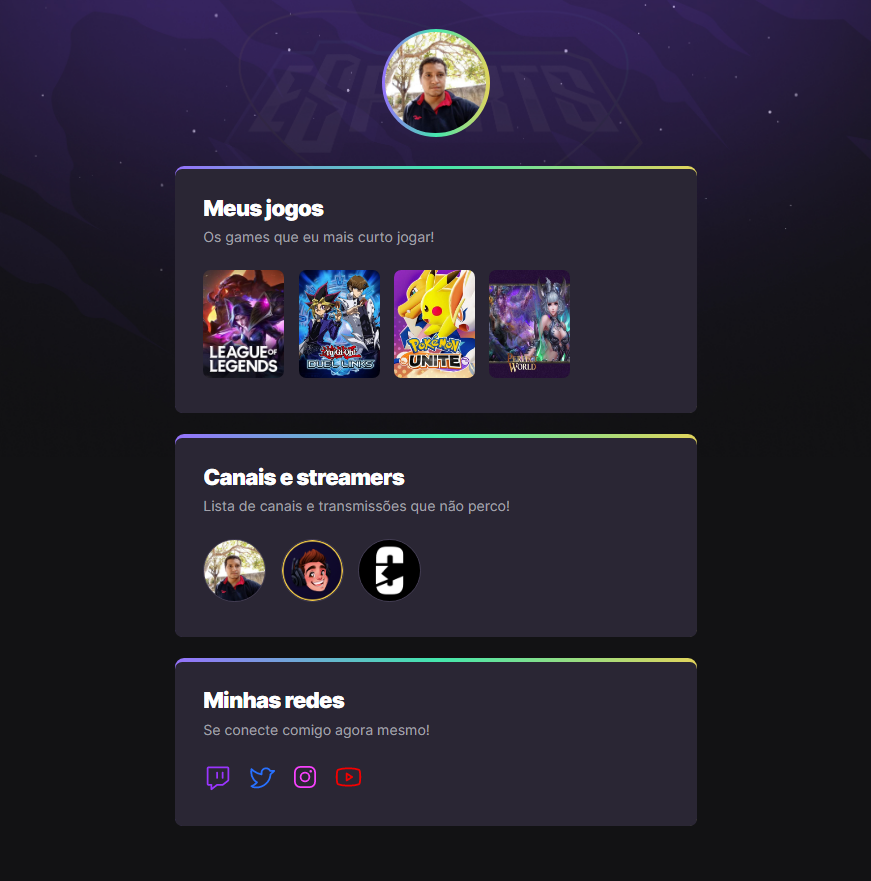 ESPORTS
Meus jogos
Os games que eu mais curto jogar!
LEAGUE OF
LEGENDS
Yu-Gi-Oh!
DUEL LINKS
Pokémon
UNITE
PERFECT
WORLD
Canais e streamers
Lista de canais e transmissões que não perco!
Minhas redes
Se conecte comigo agora mesmo!